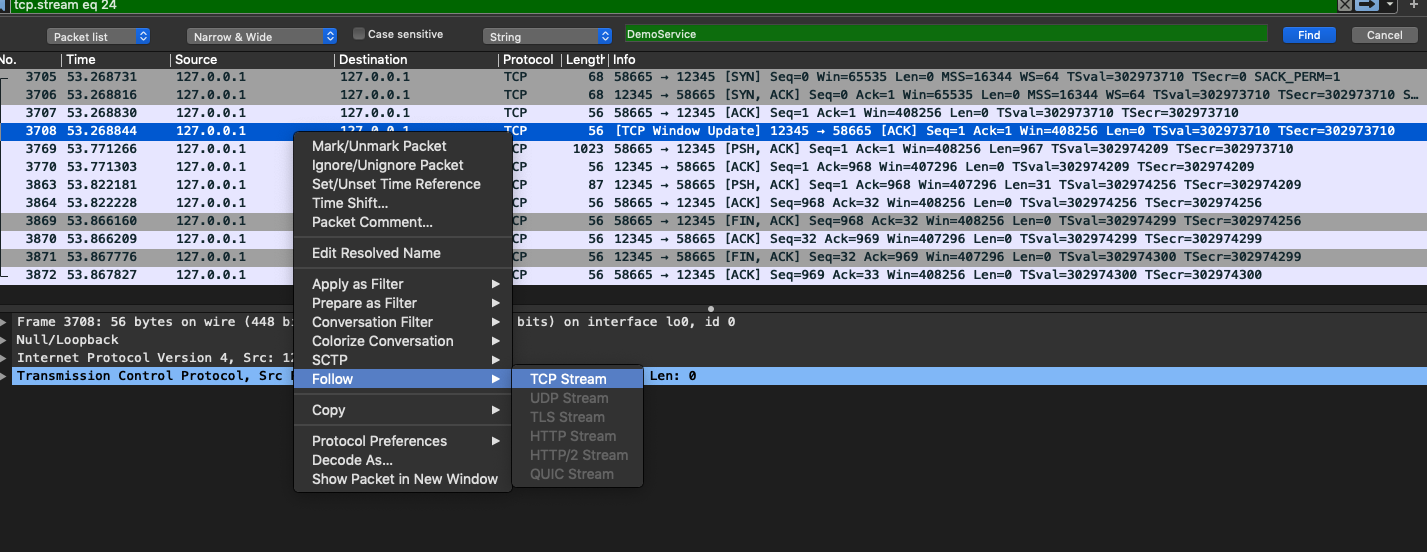 tcp.stream eq 24
Packet list Narrow & Wide Case sensitive String DemoService Find Cancel
No. Time Source Destination Protocol Length Info
3705 53.268731 127.0.0.1 127.0.0.1 TCP 68 58665 → 12345 [SYN] Seq=0 Win=65535 Len=0 MSS=16344 WS=64 TSval=302973710 TSecr=0 SACK_PERM=1
3706 53.268816 127.0.0.1 127.0.0.1 TCP 68 12345 → 58665 [SYN, ACK] Seq=0 Ack=1 Win=65535 Len=0 MSS=16344 WS=64 TSval=302973710 TSecr=302973710 S…
3707 53.268830 127.0.0.1 127.0.0.1 TCP 56 58665 → 12345 [ACK] Seq=1 Ack=1 Win=408256 Len=0 TSval=302973710 TSecr=302973710
3708 53.268844 127.0.0.1 127.0.0.1 TCP 56 [TCP Window Update] 12345 → 58665 [ACK] Seq=1 Ack=1 Win=408256 Len=0 TSval=302973710 TSecr=302973710
3769 53.771266 127.0.0.1 CP 1023 58665 → 12345 [PSH, ACK] Seq=1 Ack=1 Win=408256 Len=967 TSval=302974209 TSecr=302973710
3770 53.771303 127.0.0.1 CP 56 12345 → 58665 [ACK] Seq=1 Ack=968 Win=407296 Len=0 TSval=302974209 TSecr=302974209
3863 53.822181 127.0.0.1 CP 87 12345 → 58665 [PSH, ACK] Seq=1 Ack=968 Win=407296 Len=31 TSval=302974256 TSecr=302974209
3864 53.822228 127.0.0.1 CP 56 58665 → 12345 [ACK] Seq=968 Ack=32 Win=408256 Len=0 TSval=302974256 TSecr=302974256
3869 53.866160 127.0.0.1 CP 56 58665 → 12345 [FIN, ACK] Seq=968 Ack=32 Win=408256 Len=0 TSval=302974299 TSecr=302974256
3870 53.866209 127.0.0.1 CP 56 12345 → 58665 [ACK] Seq=32 Ack=969 Win=407296 Len=0 TSval=302974299 TSecr=302974299
3871 53.867776 127.0.0.1 CP 56 12345 → 58665 [FIN, ACK] Seq=32 Ack=969 Win=407296 Len=0 TSval=302974300 TSecr=302974299
3872 53.867827 127.0.0.1 CP 56 58665 → 12345 [ACK] Seq=969 Ack=33 Win=408256 Len=0 TSval=302974300 TSecr=302974300
Mark/Unmark Packet
Ignore/Unignore Packet
Set/Unset Time Reference
Time Shift...
Packet Comment...
Edit Resolved Name
Apply as Filter
Prepare as Filter
Conversation Filter
Colorize Conversation
SCTP
Follow
Copy
Protocol Preferences
Decode As...
Show Packet in New Window
TCP Stream
UDP Stream
TLS Stream
HTTP Stream
HTTP/2 Stream
QUIC Stream
Frame 3708: 56 bytes on wire (448 bi bits) on interface lo0, id 0
Null/Loopback
Internet Protocol Version 4, Src: 12
Transmission Control Protocol, Src Len: 0